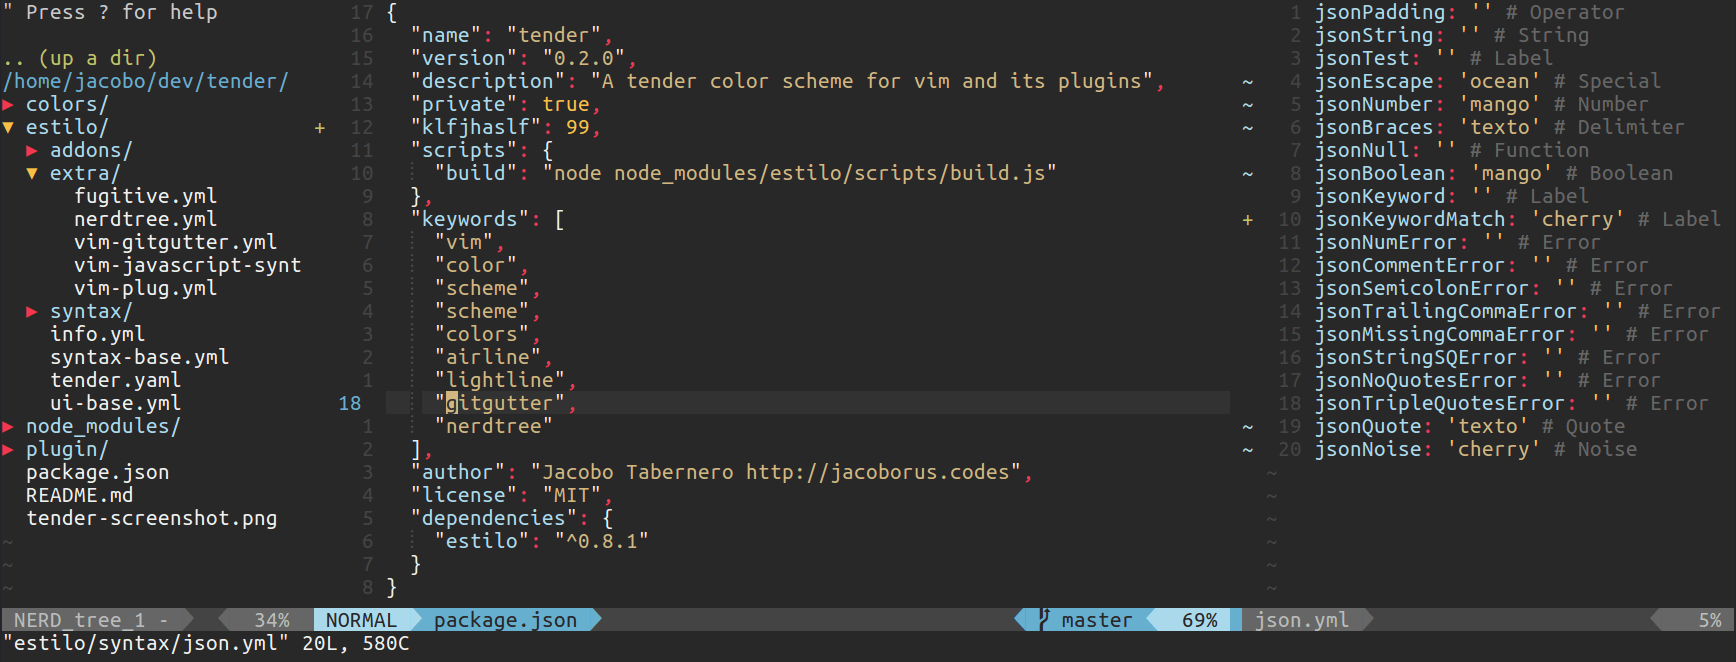 " Press ? for help
.. (up a dir)
/home/jacobo/dev/tender/
▶ colors/
▼ estilo/
▶ addons/
▼ extra/
fugitive.yml
nerdtree.yml
vim-gitgutter.yml
vim-javascript-synt
vim-plug.yml
▶ syntax/
info.yml
syntax-base.yml
tender.yaml
ui-base.yml
▶ node_modules/
▶ plugin/
package.json
README.md
tender-screenshot.png
~
~
~
17 {
16 "name": "tender",
15 "version": "0.2.0",
14 "description": "A tender color scheme for vim and its plugins",
13 "private": true,
+ 12 "klfjhaslf": 99,
11 "scripts": {
10 "build": "node node_modules/estilo/scripts/build.js"
9 },
8 "keywords": [
7 "vim",
6 "color",
5 "scheme",
4 "scheme",
3 "colors",
2 "airline",
1 "lightline",
18 "gitgutter",
1 "nerdtree"
2 ],
3 "author": "Jacobo Tabernero http://jacoborus.codes",
4 "license": "MIT",
5 "dependencies": {
6 "estilo": "^0.8.1"
7 }
8 }
1 jsonPadding: '' # Operator
2 jsonString: '' # String
3 jsonTest: '' # Label
~ 4 jsonEscape: 'ocean' # Special
~ 5 jsonNumber: 'mango' # Number
~ 6 jsonBraces: 'texto' # Delimiter
7 jsonNull: '' # Function
~ 8 jsonBoolean: 'mango' # Boolean
9 jsonKeyword: '' # Label
+ 10 jsonKeywordMatch: 'cherry' # Label
11 jsonNumError: '' # Error
12 jsonCommentError: '' # Error
13 jsonSemicolonError: '' # Error
14 jsonTrailingCommaError: '' # Error
15 jsonMissingCommaError: '' # Error
16 jsonStringSQError: '' # Error
17 jsonNoQuotesError: '' # Error
18 jsonTripleQuotesError: '' # Error
~ 19 jsonQuote: 'texto' # Quote
~ 20 jsonNoise: 'cherry' # Noise
~
~
~
~
~
~
NERD_tree_1 - 34% NORMAL package.json master 69% json.yml 5%
"estilo/syntax/json.yml" 20L, 580C